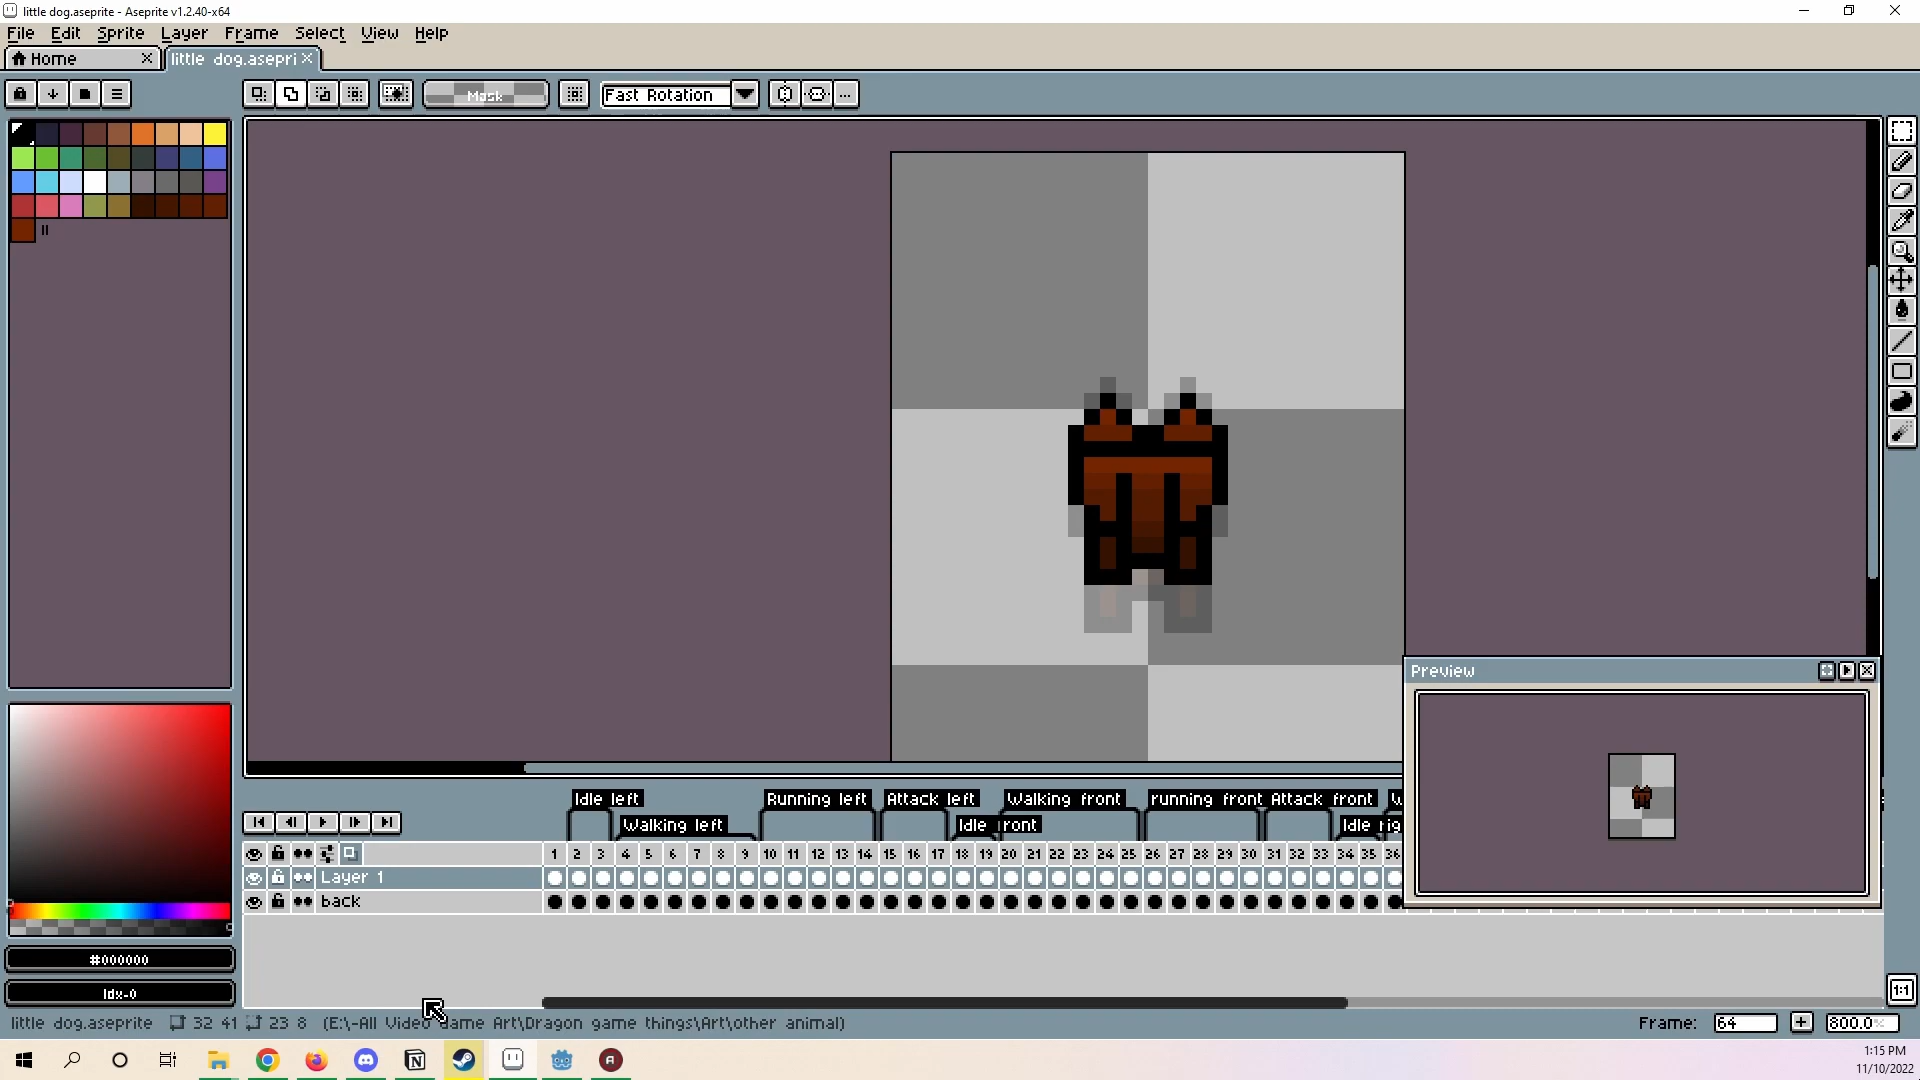 little dog.aseprite - Aseprite v1.2.40-x64
File Edit Sprite Layer Frame Select View Help
Home little dog.asepri
Mask Fast Rotation
Preview
Idle left Running left Attack left Walking front running front Attack front
Walking left Idle front Idle rig
1 2 3 4 5 6 7 8 9 10 11 12 13 14 15 16 17 18 19 20 21 22 23 24 25 26 27 28 29 30 31 32 33 34 35 36
Layer 1
back
#000000
Idx-0
1:1
little dog.aseprite 32 41 23 8 (E:\-All Video Game Art\Dragon game things\Art\other animal) Frame: 64 + 800.0
1:15 PM
11/10/2022